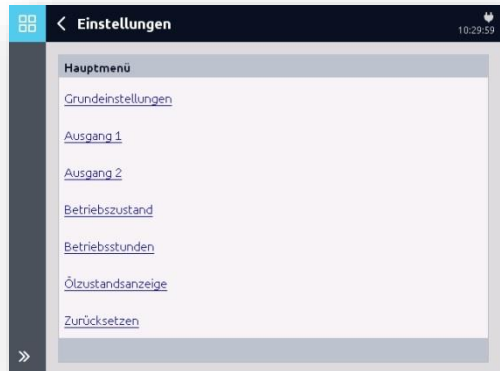 Einstellungen
10:29:59
Hauptmenü
Grundeinstellungen
Ausgang 1
Ausgang 2
Betriebszustand
Betriebsstunden
Ölzustandsanzeige
Zurücksetzen